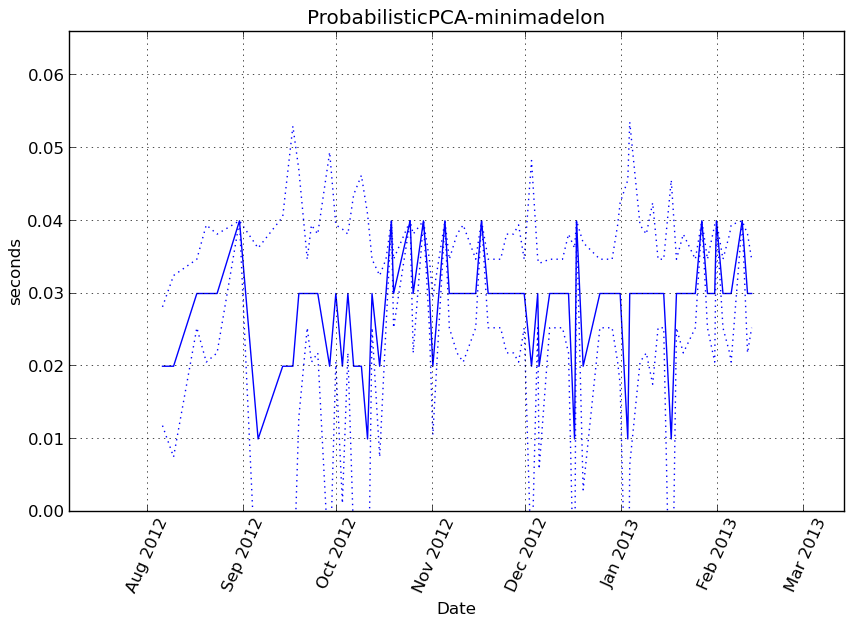 ProbabilisticPCA-minimadelon
0.06
0.05
0.04
0.03
0.02
0.01
0.00
seconds
Aug 2012
Sep 2012
Oct 2012
Nov 2012
Dec 2012
Jan 2013
Feb 2013
Mar 2013
Date